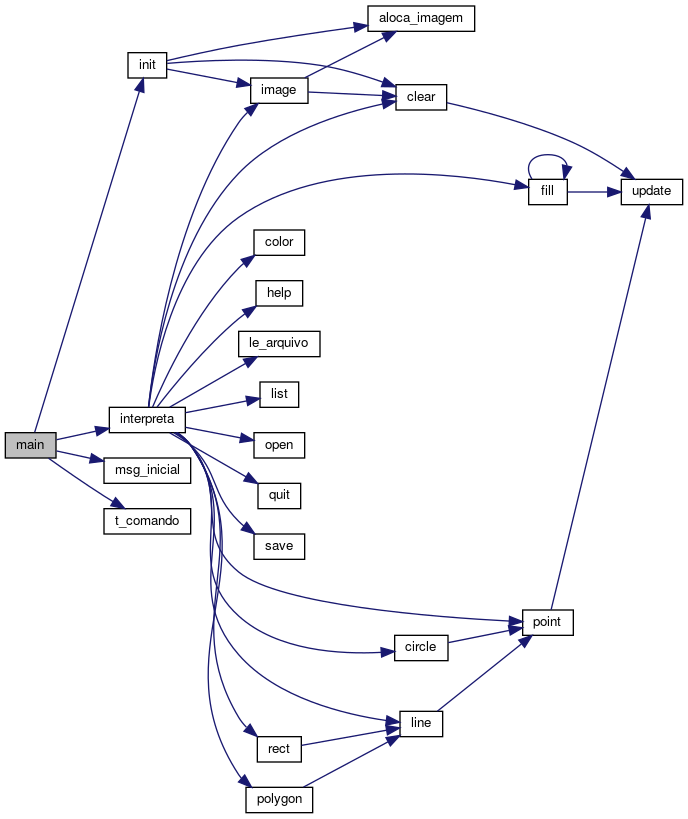 aloca_imagem
init
image
clear
fill
update
color
help
le_arquivo
list
interpreta
main
open
msg_inicial
quit
t_comando
save
point
circle
line
rect
polygon